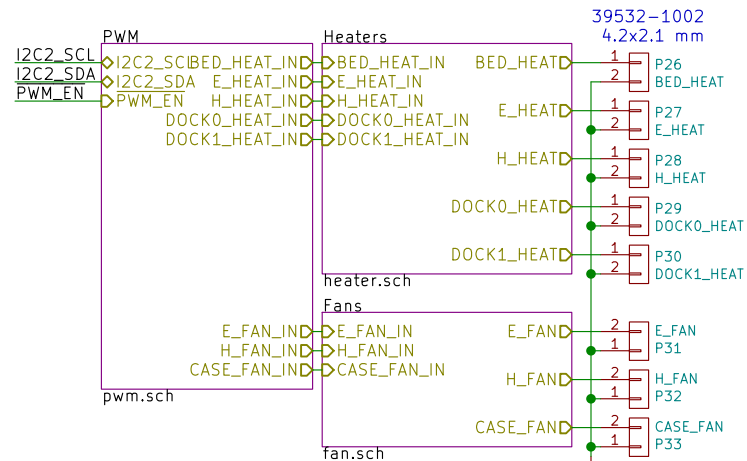 39532-1002
4.2x2.1 mm
PWM
I2C2_SCL
I2C2_SDA
PWM_EN
I2C2_SCL
I2C2_SDA
PWM_EN
BED_HEAT_IN
E_HEAT_IN
H_HEAT_IN
DOCK0_HEAT_IN
DOCK1_HEAT_IN
E_FAN_IN
H_FAN_IN
CASE_FAN_IN
pwm.sch
Heaters
BED_HEAT_IN
E_HEAT_IN
H_HEAT_IN
DOCK0_HEAT_IN
DOCK1_HEAT_IN
BED_HEAT
E_HEAT
H_HEAT
DOCK0_HEAT
DOCK1_HEAT
heater.sch
Fans
E_FAN_IN
H_FAN_IN
CASE_FAN_IN
E_FAN
H_FAN
CASE_FAN
fan.sch
1 P26
2 BED_HEAT
1 P27
2 E_HEAT
1 P28
2 H_HEAT
1 P29
2 DOCK0_HEAT
1 P30
2 DOCK1_HEAT
2 E_FAN
1 P31
2 H_FAN
1 P32
2 CASE_FAN
1 P33